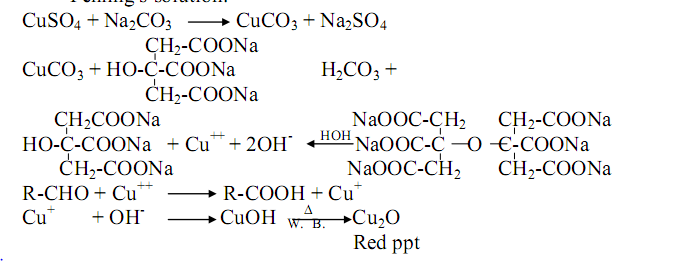 CuSO₄ + Na₂CO₃ ⟶ CuCO₃ + Na₂SO₄
CH₂-COONa
CuCO₃ + HO-C-COONa H₂CO₃ +
CH₂-COONa
CH₂COONa NaOOC-CH₂ CH₂-COONa
HO-C-COONa + Cu⁺⁺ + 2OH⁻ ⟵ HOH NaOOC-C-O-C-COONa
CH₂-COONa NaOOC-CH₂ CH₂-COONa
R-CHO + Cu⁺⁺ ⟶ R-COOH + Cu⁺
Cu⁺ + OH⁻ ⟶ CuOH Δ W. B. ⟶ Cu₂O
Red ppt